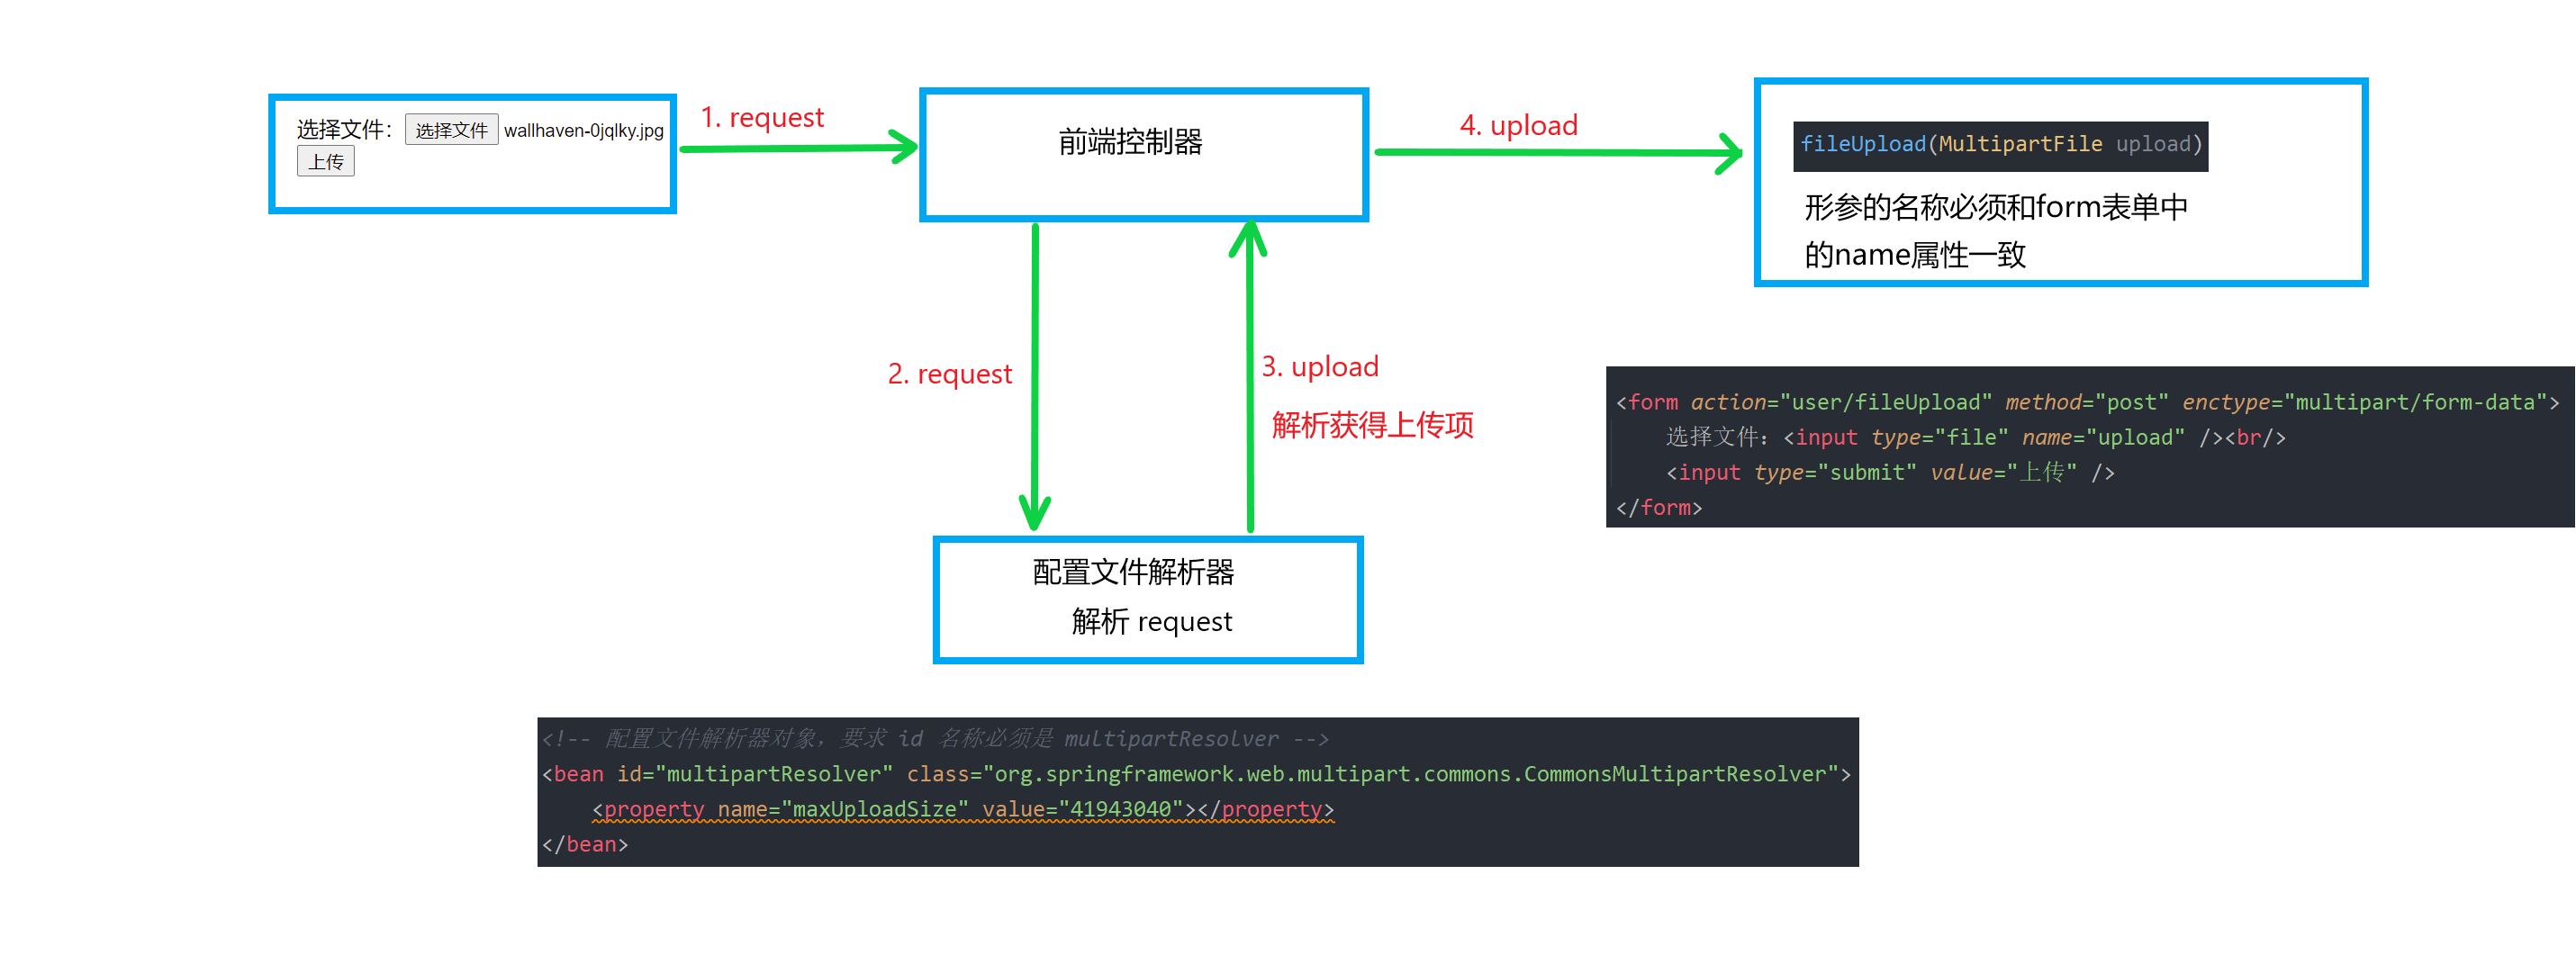 选择文件： 选择文件 wallhaven-0jqlky.jpg
上传
1. request
前端控制器
4. upload
fileUpload(MultipartFile upload)
形参的名称必须和form表单中
的name属性一致
2. request
3. upload
解析获得上传项
<form action="user/fileUpload" method="post" enctype="multipart/form-data">
选择文件：<input type="file" name="upload" /><br/>
<input type="submit" value="上传" />
</form>
配置文件解析器
解析 request
<!-- 配置文件解析器对象，要求 id 名称必须是 multipartResolver -->
<bean id="multipartResolver" class="org.springframework.web.multipart.commons.CommonsMultipartResolver">
<property name="maxUploadSize" value="41943040"></property>
</bean>